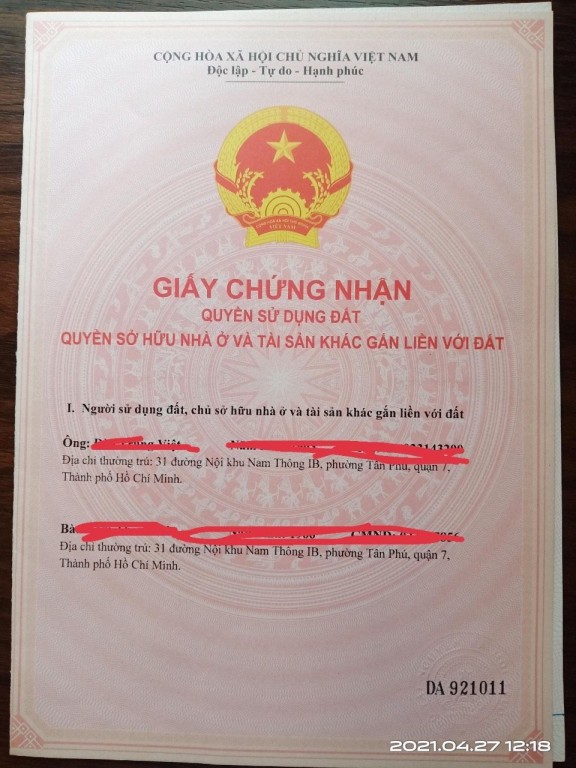 CỘNG HÒA XÃ HỘI CHỦ NGHĨA VIỆT NAM
Độc lập - Tự do - Hạnh phúc
VIỆT NAM
GIẤY CHỨNG NHẬN
QUYỀN SỬ DỤNG ĐẤT
QUYỀN SỞ HỮU NHÀ Ở VÀ TÀI SẢN KHÁC GẮN LIỀN VỚI ĐẤT
I. Người sử dụng đất, chủ sở hữu nhà ở và tài sản khác gắn liền với đất
Ông:
Địa chỉ thường trú: 31 đường Nội khu Nam Thông IB, phường Tân Phú, quận 7,
Thành phố Hồ Chí Minh.
Bà
Địa chỉ thường trú: 31 đường Nội khu Nam Thông IB, phường Tân Phú, quận 7,
Thành phố Hồ Chí Minh.
DA 921011
2021.04.27 12:18